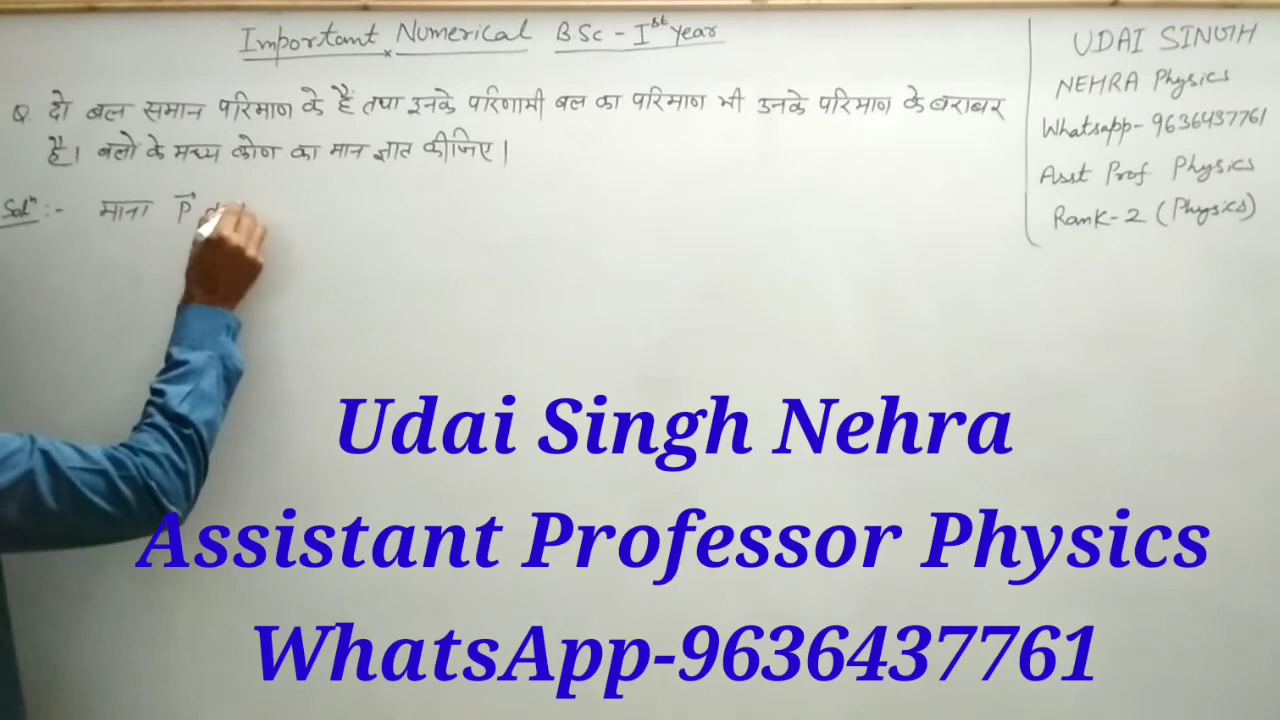 Important Numerical B.Sc - Ist year
Q. दो बल समान परिमाण के हैं तथा इनके परिणामी बल का परिमाण भी उनके परिमाण के बराबर
है। बलो के मध्य कोण का मान ज्ञात कीजिए।
Solⁿ :- माना P⃗
UDAI SINGH
NEHRA Physics
Whatsapp- 9636437761
Asst Prof. Physics
Rank-2 (Physics)
Udai Singh Nehra
Assistant Professor Physics
WhatsApp-9636437761